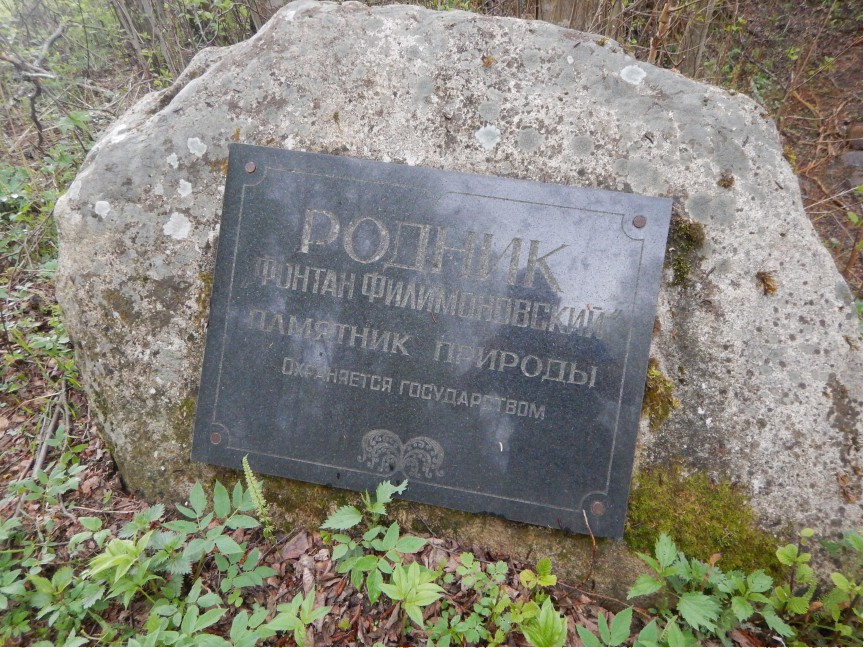 РОДНИК
„ФОНТАН ФИЛИМОНОВСКИЙ"
ПАМЯТНИК ПРИРОДЫ
ОХРАНЯЕТСЯ ГОСУДАРСТВОМ